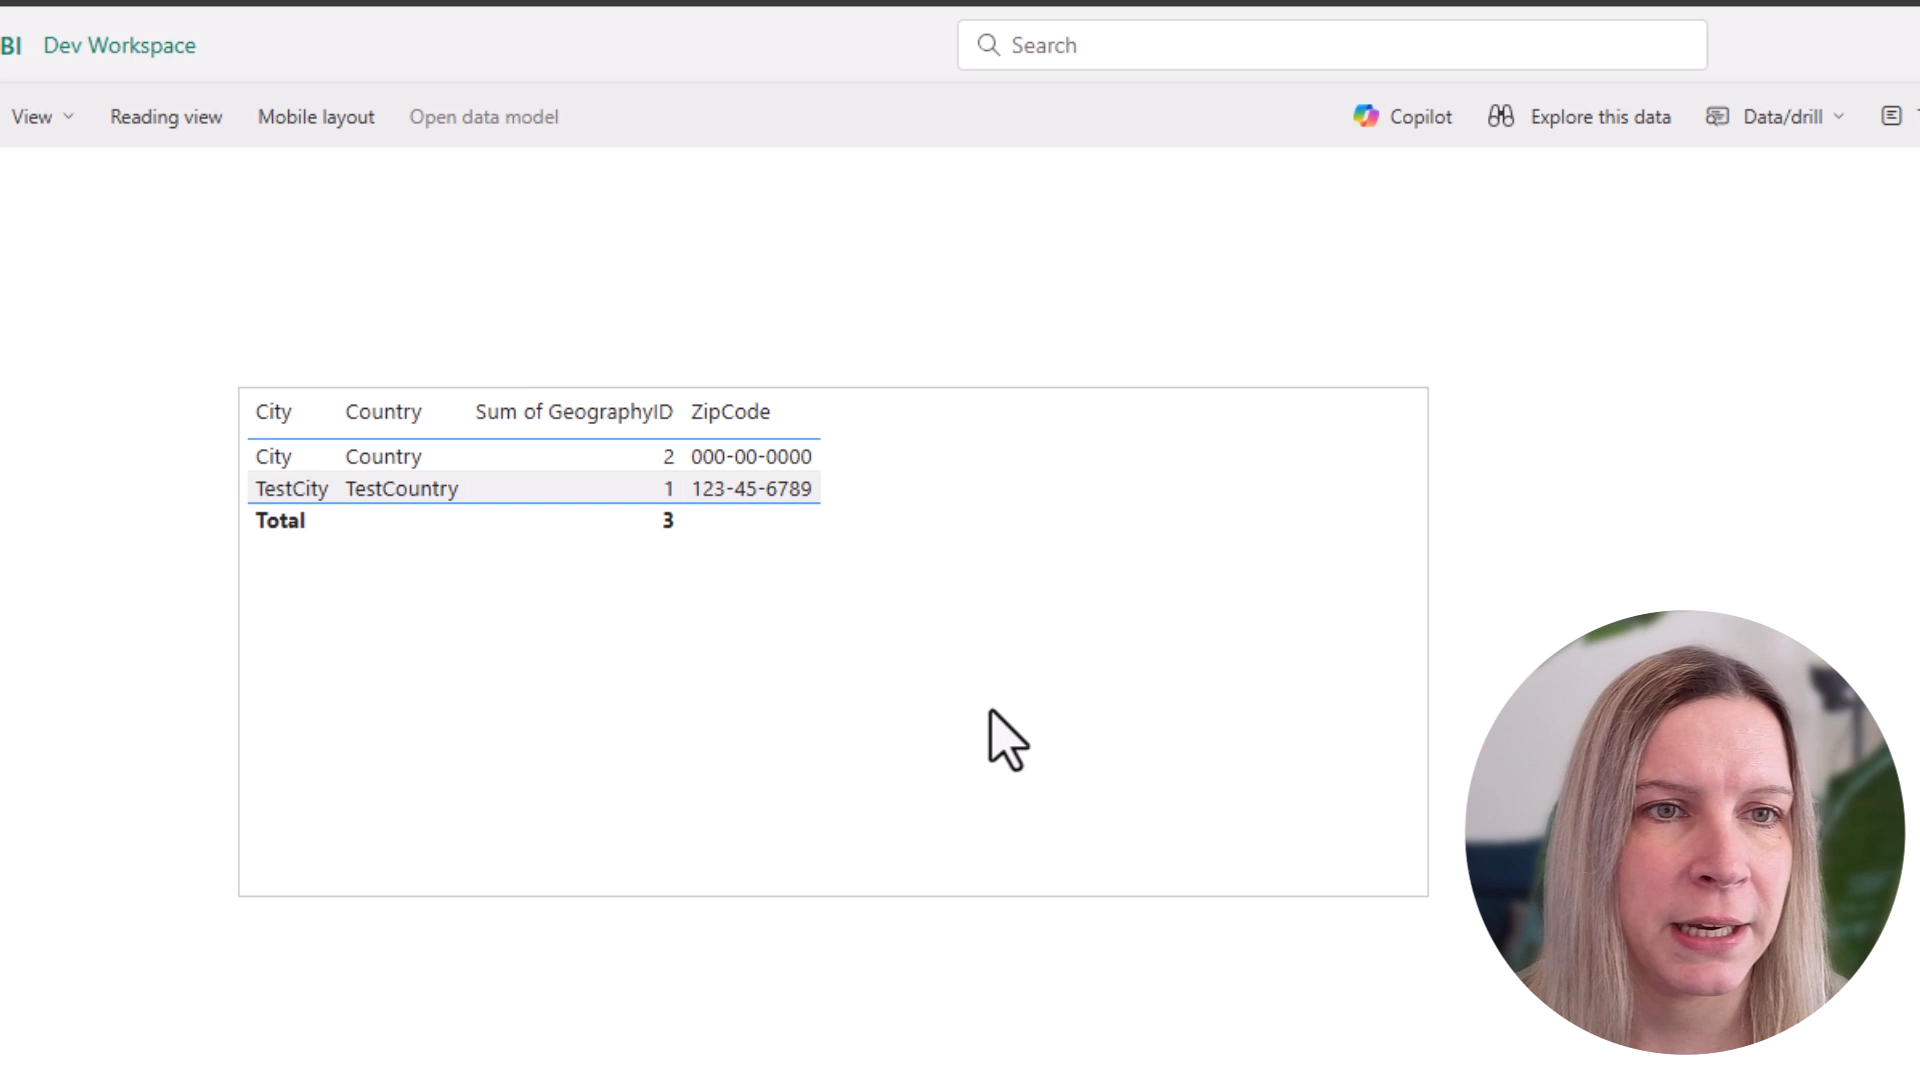 BI Dev Workspace Search
View Reading view Mobile layout Open data model Copilot Explore this data Data/drill
City Country Sum of GeographyID ZipCode
City Country 2 000-00-0000
TestCity TestCountry 1 123-45-6789
Total 3